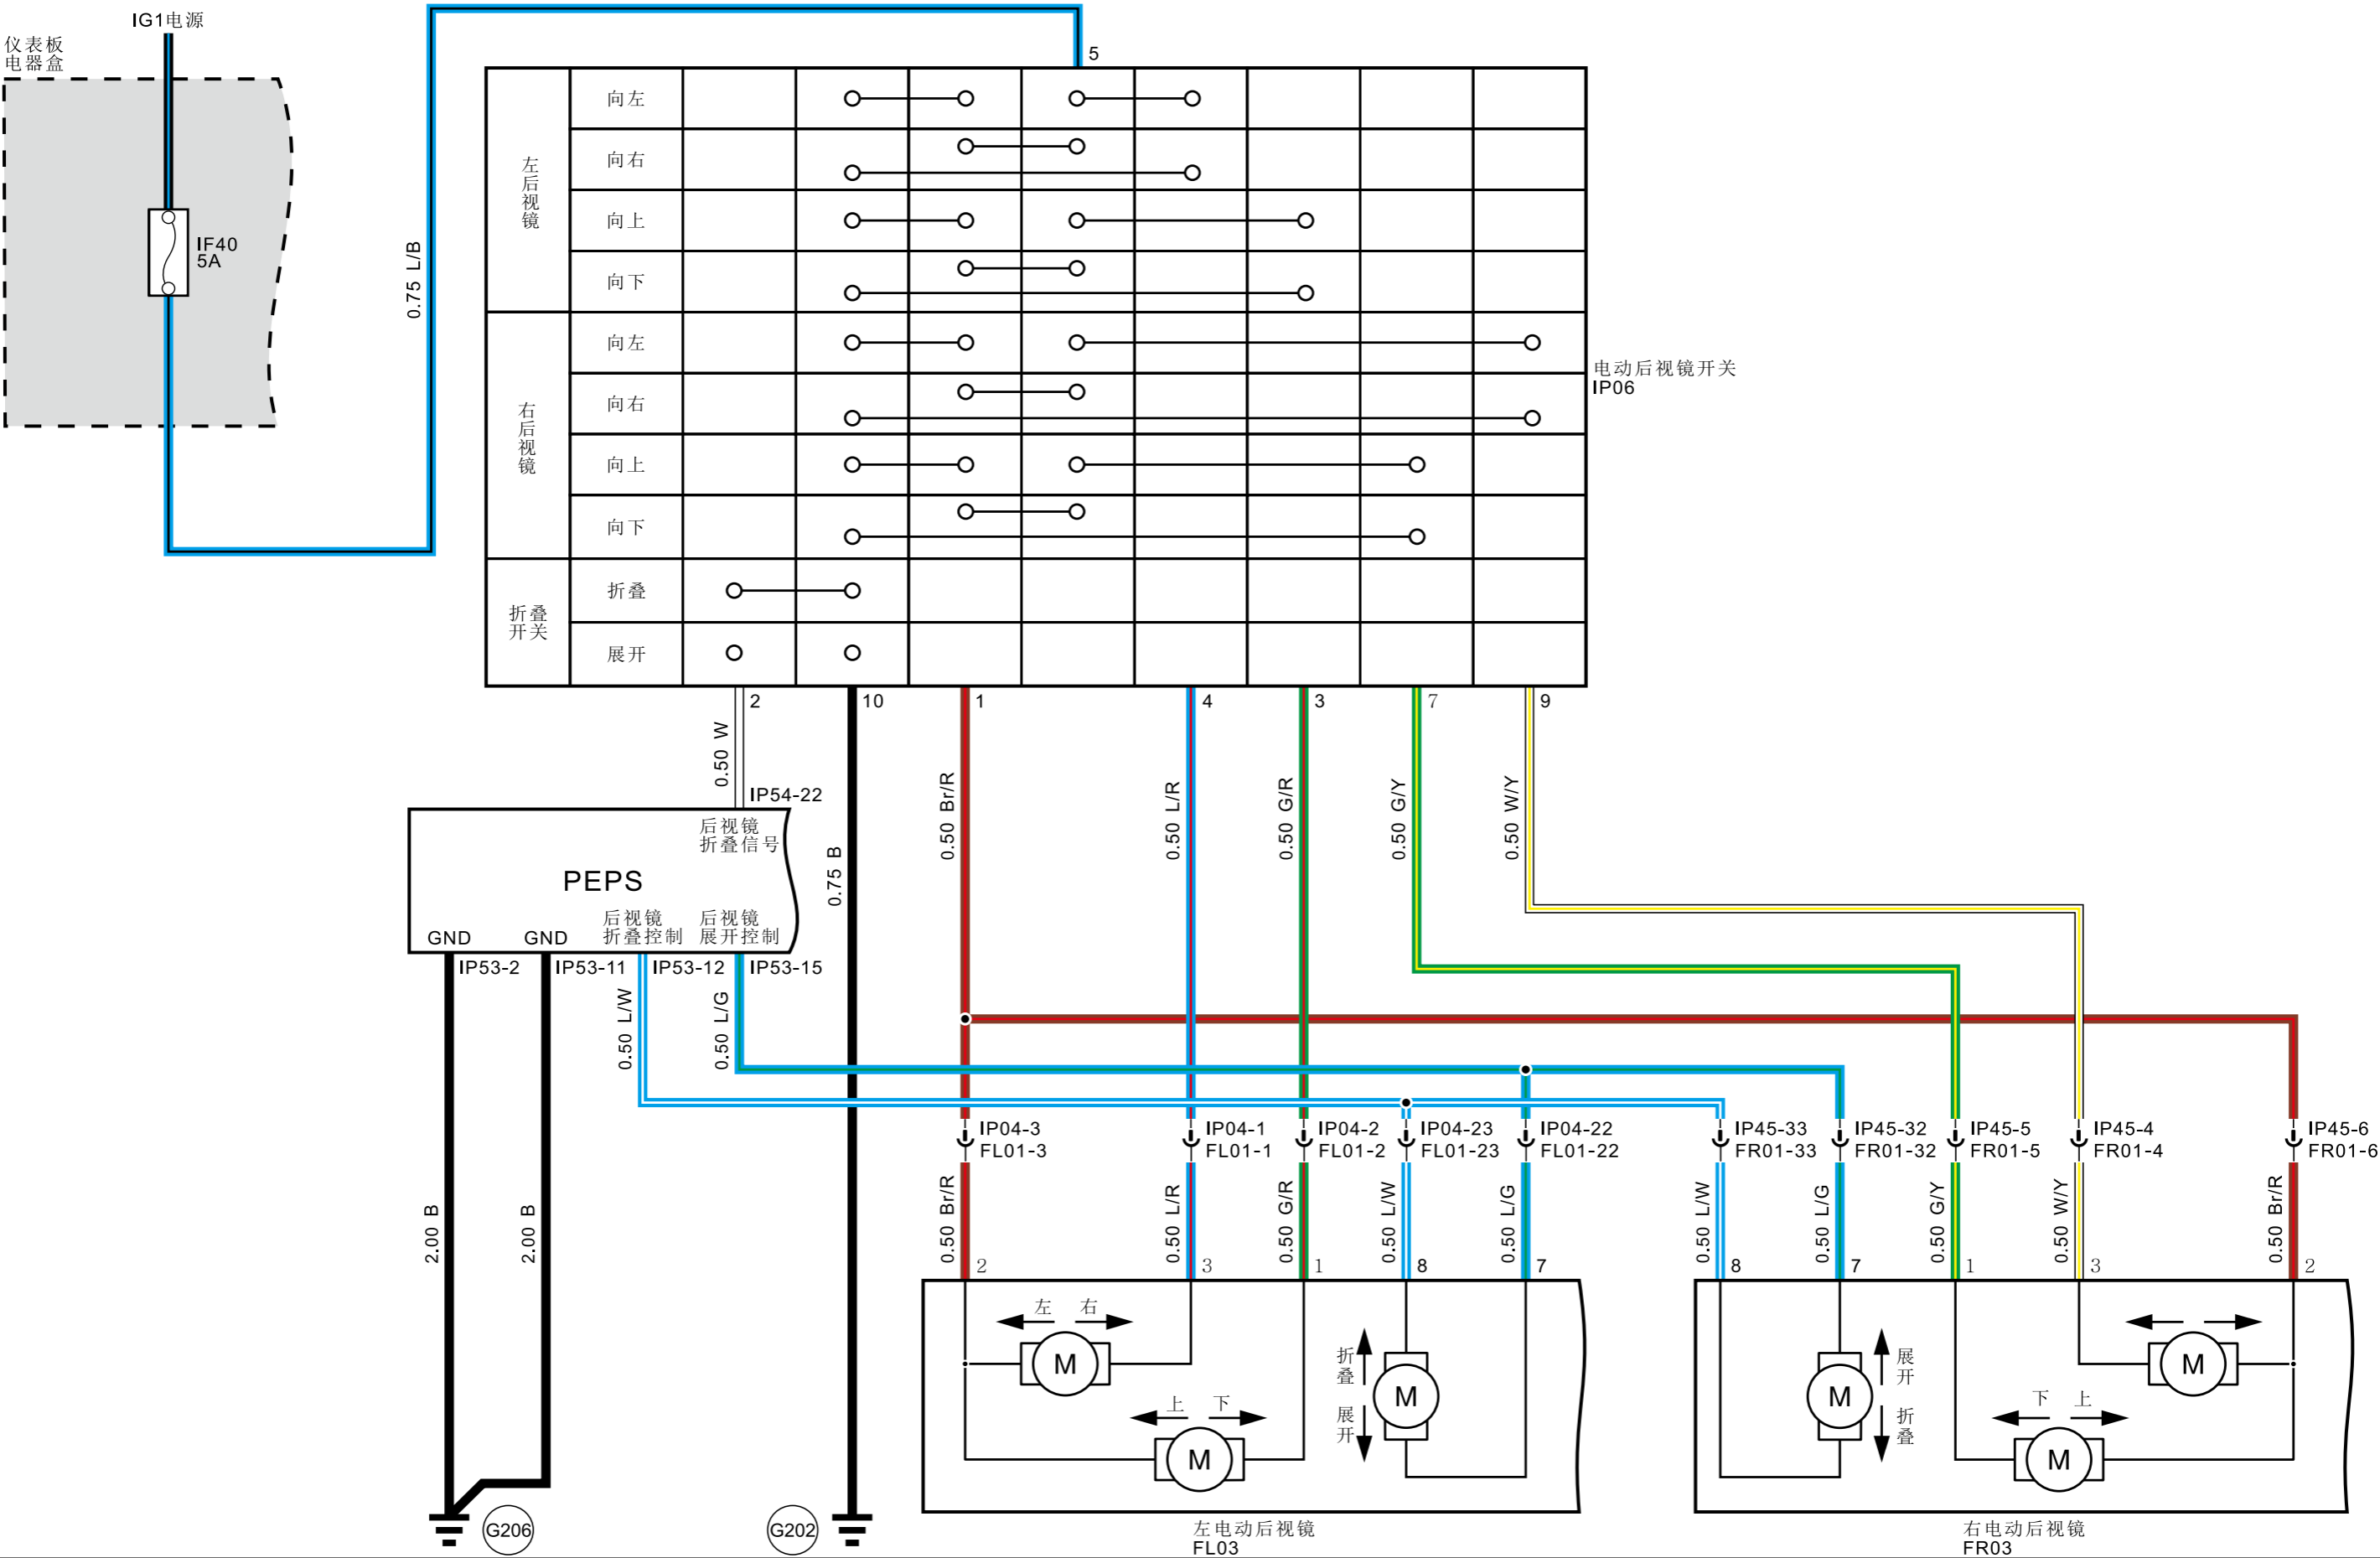 IG1电源
仪表板
电器盒
IF40
5A
0.75 L/B
5
左后视镜
向左
向右
向上
向下
右后视镜
向左
向右
向上
向下
折叠
开关
折叠
展开
电动后视镜开关
IP06
2
10
1
4
3
7
9
0.50 W
0.75 B
0.50 Br/R
0.50 L/R
0.50 G/R
0.50 G/Y
0.50 W/Y
IP54-22
后视镜
折叠信号
PEPS
GND
GND
后视镜
折叠控制
后视镜
展开控制
IP53-2
IP53-11
IP53-12
IP53-15
0.50 L/W
0.50 L/G
2.00 B
2.00 B
IP04-3
FL01-3
IP04-1
FL01-1
IP04-2
FL01-2
IP04-23
FL01-23
IP04-22
FL01-22
IP45-33
FR01-33
IP45-32
FR01-32
IP45-5
FR01-5
IP45-4
FR01-4
IP45-6
FR01-6
0.50 Br/R
0.50 L/R
0.50 G/R
0.50 L/W
0.50 L/G
0.50 L/W
0.50 L/G
0.50 G/Y
0.50 W/Y
0.50 Br/R
2
3
1
8
7
8
7
1
3
2
左 右
M
上 下
M
折叠
展开
M
M
展开
折叠
M
下 上
M
G206
G202
左电动后视镜
FL03
右电动后视镜
FR03